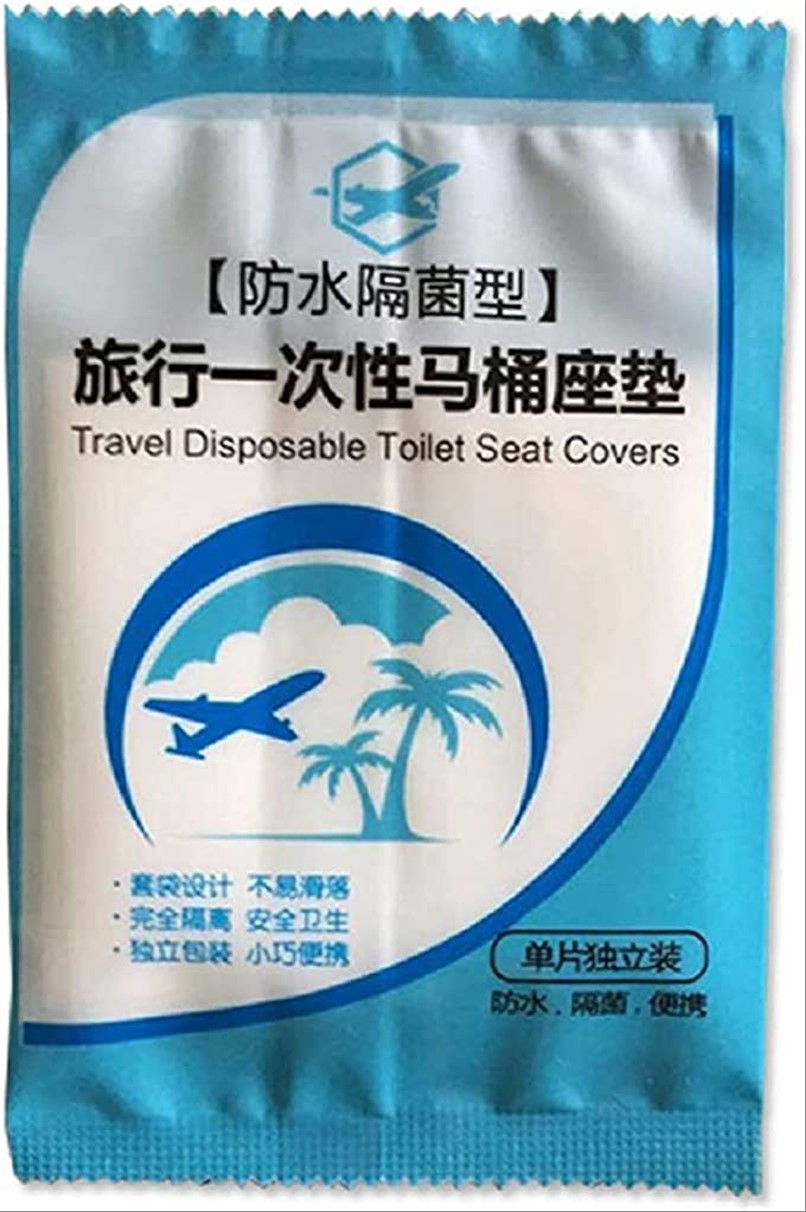 【防水隔菌型】
旅行一次性马桶座垫
Travel Disposable Toilet Seat Covers
· 套袋设计 不易滑落
· 完全隔离 安全卫生
· 独立包装 小巧便携
单片独立装
防水 . 隔菌 . 便携